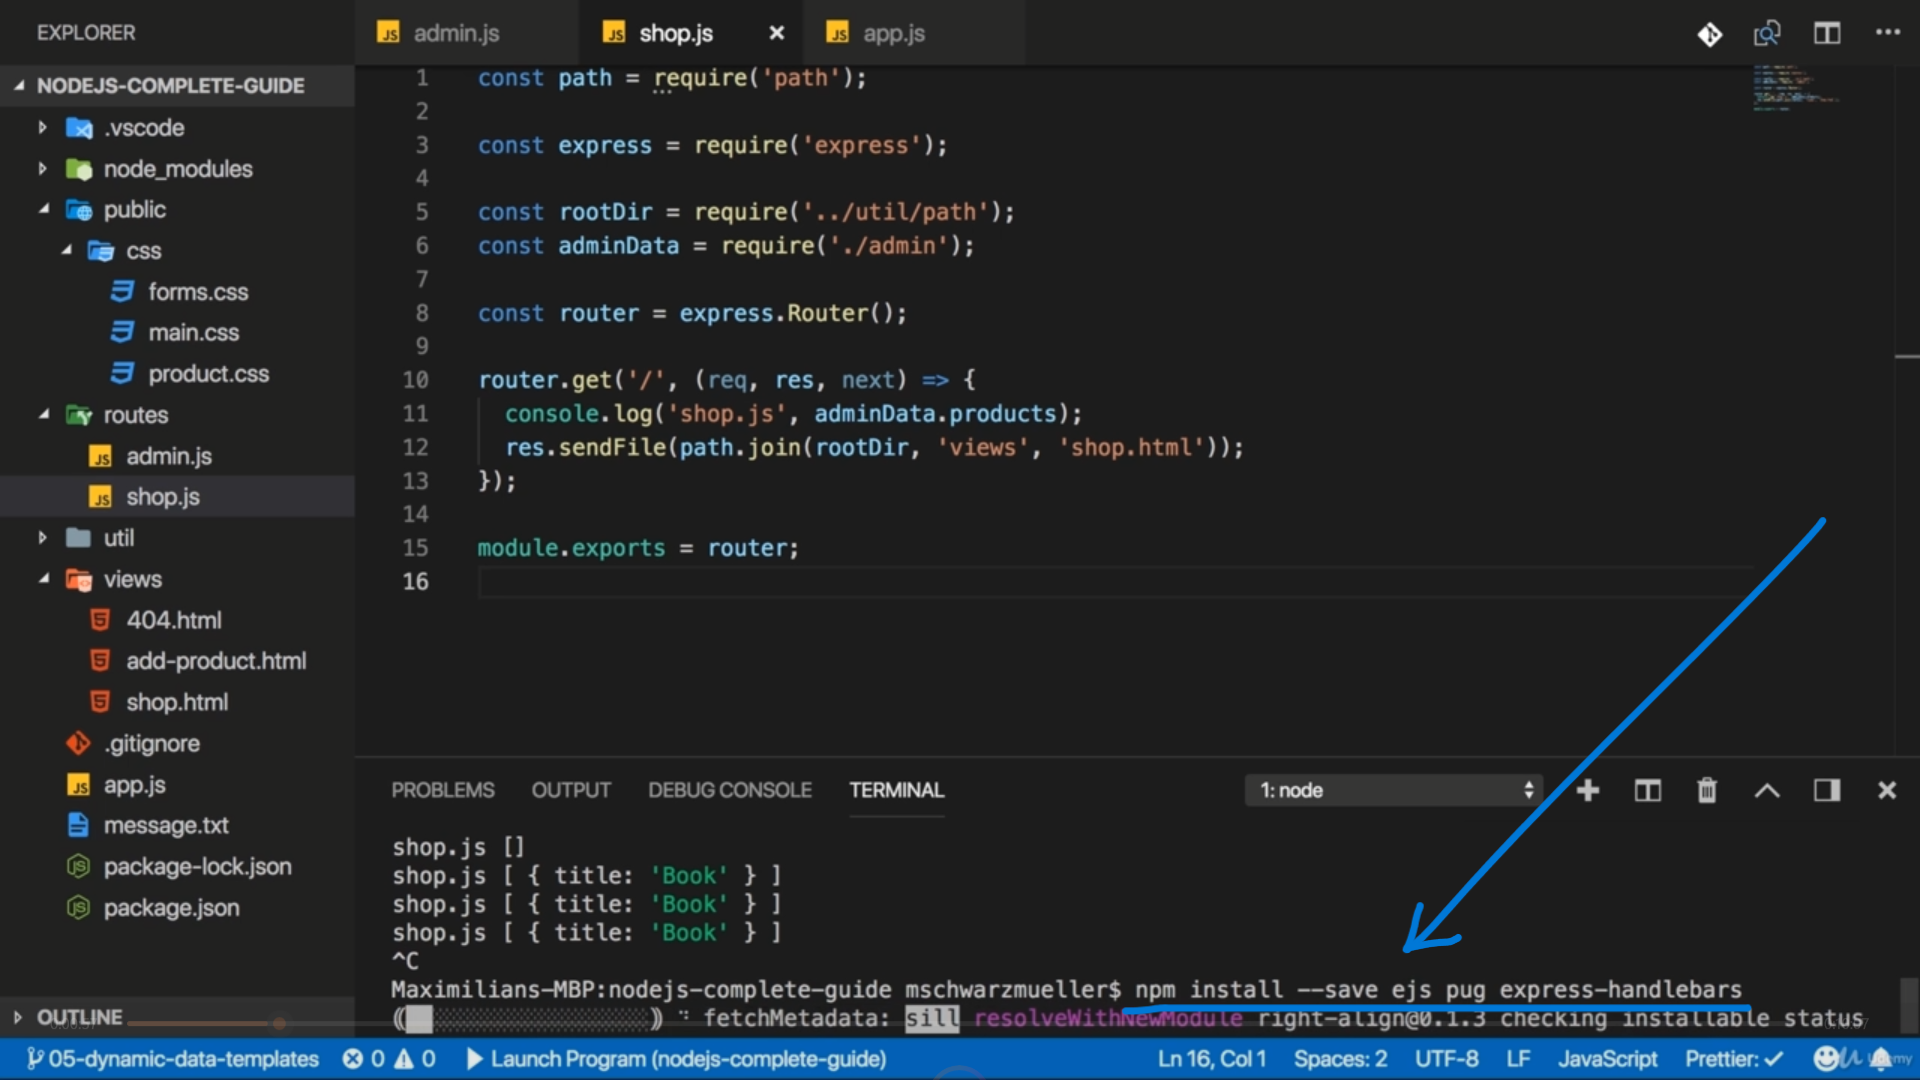 EXPLORER
admin.js
shop.js
app.js
NODEJS-COMPLETE-GUIDE
.vscode
node_modules
public
css
forms.css
main.css
product.css
routes
admin.js
shop.js
util
views
404.html
add-product.html
shop.html
.gitignore
app.js
message.txt
package-lock.json
package.json
OUTLINE
1 const path = require('path');
2
3 const express = require('express');
4
5 const rootDir = require('../util/path');
6 const adminData = require('./admin');
7
8 const router = express.Router();
9
10 router.get('/', (req, res, next) => {
11 console.log('shop.js', adminData.products);
12 res.sendFile(path.join(rootDir, 'views', 'shop.html'));
13 });
14
15 module.exports = router;
16
PROBLEMS OUTPUT DEBUG CONSOLE TERMINAL 1: node
shop.js []
shop.js [ { title: 'Book' } ]
shop.js [ { title: 'Book' } ]
shop.js [ { title: 'Book' } ]
^C
Maximilians-MBP:nodejs-complete-guide mschwarzmueller$ npm install --save ejs pug express-handlebars
fetchMetadata: sill resolveWithNewModule right-align@0.1.3 checking installable status
05-dynamic-data-templates 0 0 Launch Program (nodejs-complete-guide) Ln 16, Col 1 Spaces: 2 UTF-8 LF JavaScript Prettier: ✓